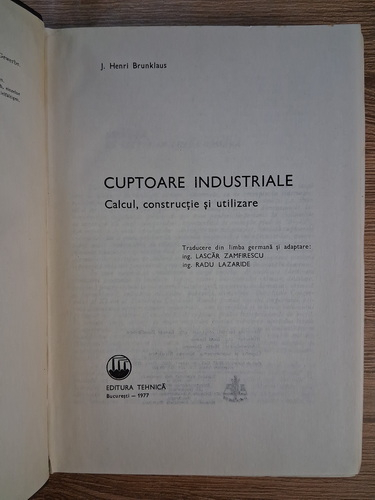 J. Henri Brunklaus
CUPTOARE INDUSTRIALE
Calcul, construcție și utilizare
Traducere din limba germană și adaptare:
ing. LASCĂR ZAMFIRESCU
ing. RADU LAZARIDE
EDITURA TEHNICĂ
București — 1977